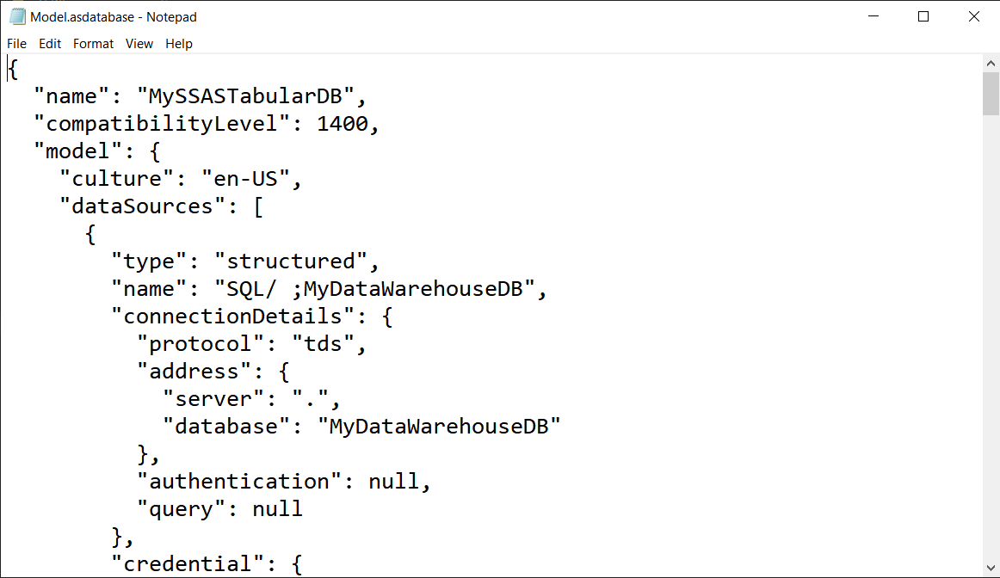 Model.asdatabase - Notepad
File Edit Format View Help
{
  "name": "MySSASTabularDB",
  "compatibilityLevel": 1400,
  "model": {
    "culture": "en-US",
    "dataSources": [
      {
        "type": "structured",
        "name": "SQL/ ;MyDataWarehouseDB",
        "connectionDetails": {
          "protocol": "tds",
          "address": {
            "server": ".",
            "database": "MyDataWarehouseDB"
          },
          "authentication": null,
          "query": null
        },
        "credential": {